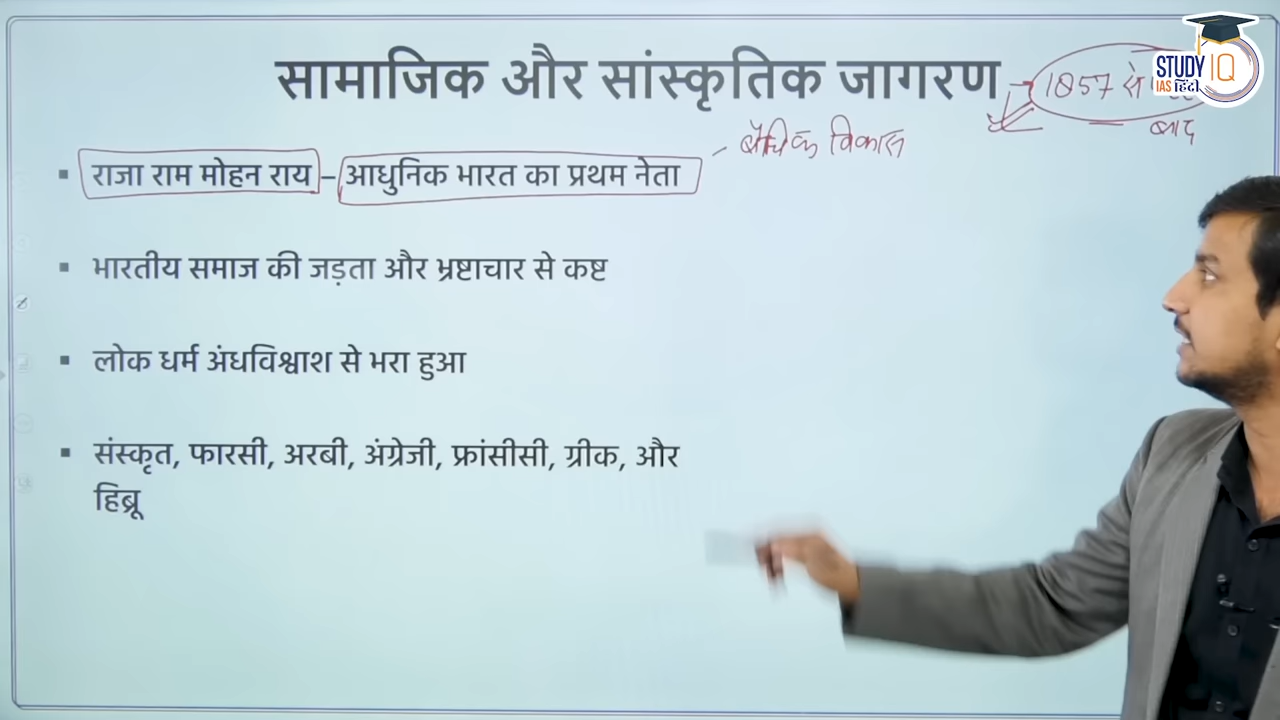 सामाजिक और सांस्कृतिक जागरण
1857 से
बाद
STUDY IQ
IAS हिंदी
विकास
▪ राजा राम मोहन राय – आधुनिक भारत का प्रथम नेता
▪ भारतीय समाज की जड़ता और भ्रष्टाचार से कष्ट
▪ लोक धर्म अंधविश्वाश से भरा हुआ
▪ संस्कृत, फारसी, अरबी, अंग्रेजी, फ्रांसीसी, ग्रीक, और
हिब्रू